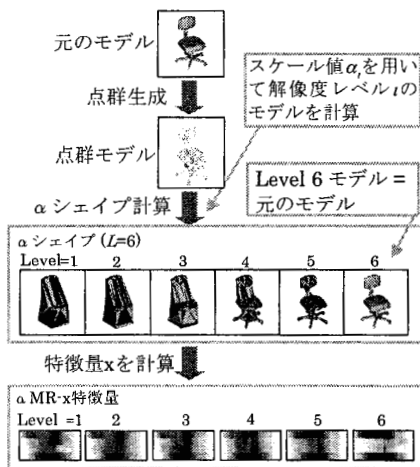 元のモデル
点群生成
点群モデル
αシェイプ計算
スケール値α_lを用い
て解像度レベルlの
モデルを計算
Level 6 モデル =
元のモデル
αシェイプ (L=6)
Level=1 2 3 4 5 6
特徴量xを計算
αMR-x特徴量
Level =1 2 3 4 5 6